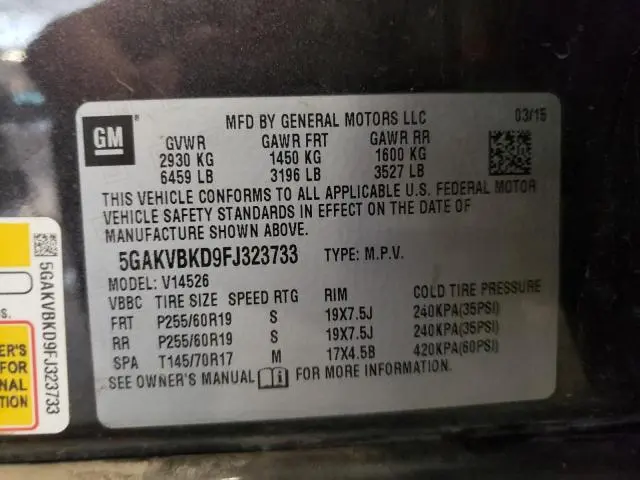 GM
MFD BY GENERAL MOTORS LLC 03/15
GVWR GAWR FRT GAWR RR
2930 KG 1450 KG 1600 KG
6459 LB 3196 LB 3527 LB
THIS VEHICLE CONFORMS TO ALL APPLICABLE U.S. FEDERAL MOTOR
VEHICLE SAFETY STANDARDS IN EFFECT ON THE DATE OF
MANUFACTURE SHOWN ABOVE.
5GAKVBKD9FJ323733 TYPE: M.P.V.
MODEL: V14526
VBBC TIRE SIZE SPEED RTG RIM COLD TIRE PRESSURE
FRT P255/60R19 S 19X7.5J 240KPA(35PSI)
RR P255/60R19 S 19X7.5J 240KPA(35PSI)
SPA T145/70R17 M 17X4.5B 420KPA(60PSI)
SEE OWNER'S MANUAL FOR MORE INFORMATION.
5GAKVBKD9FJ323733
S.
ER'S
FOR
NAL